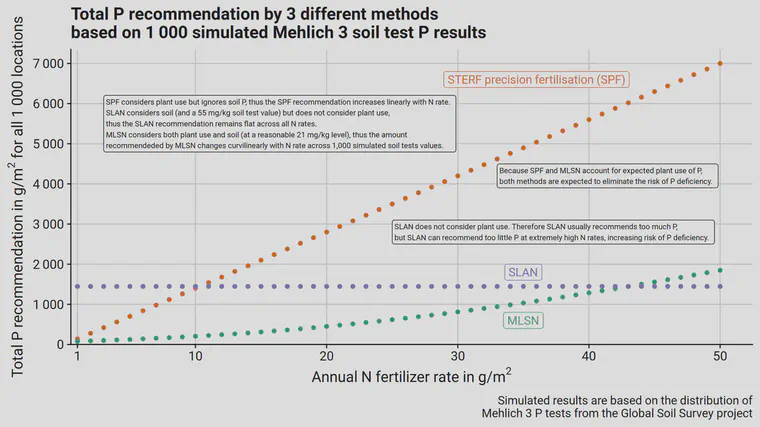 Total P recommendation by 3 different methods
based on 1 000 simulated Mehlich 3 soil test P results
Total P recommendation in g/m² for all 1 000 locations
7 000
6 000
5 000
4 000
3 000
2 000
1 000
0
STERF precision fertilisation (SPF)
SPF considers plant use but ignores soil P, thus the SPF recommendation increases linearly with N rate.
SLAN considers soil (and a 55 mg/kg soil test value) but does not consider plant use,
thus the SLAN recommendation remains flat across all N rates.
MLSN considers both plant use and soil (at a reasonable 21 mg/kg level), thus the amount
recommendeded by MLSN changes curvilinearly with N rate across 1,000 simulated soil tests values.
Because SPF and MLSN account for expected plant use of P,
both methods are expected to eliminate the risk of P deficiency.
SLAN does not consider plant use. Therefore SLAN usually recommends too much P,
but SLAN can recommend too little P at extremely high N rates, increasing risk of P deficiency.
SLAN
MLSN
1
10
20
30
40
50
Annual N fertilizer rate in g/m²
Simulated results are based on the distribution of
Mehlich 3 P tests from the Global Soil Survey project